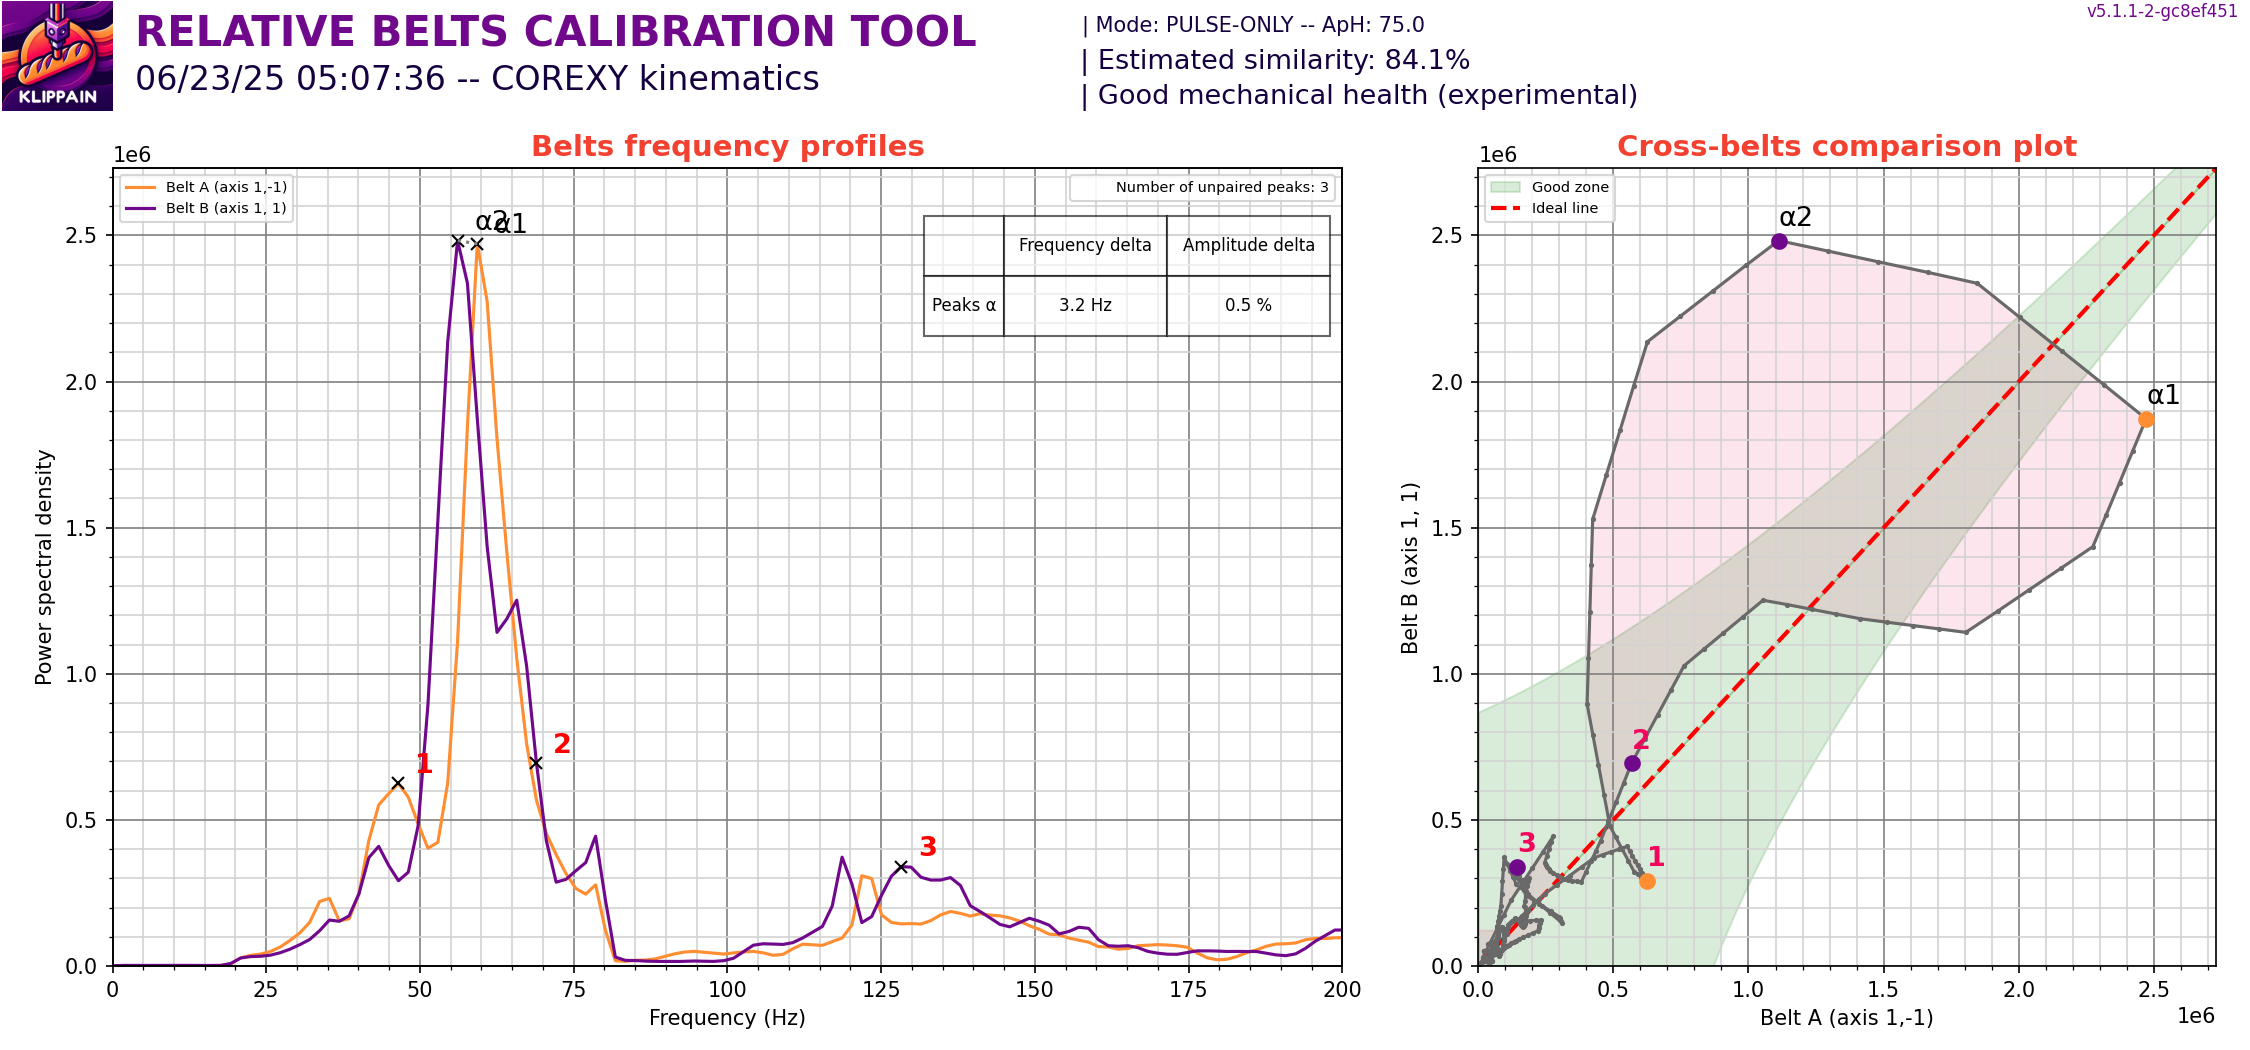 KLIPPAIN
RELATIVE BELTS CALIBRATION TOOL
06/23/25 05:07:36 -- COREXY kinematics
| Mode: PULSE-ONLY -- ApH: 75.0
| Estimated similarity: 84.1%
| Good mechanical health (experimental)
v5.1.1-2-gc8ef451
Belts frequency profiles
1e6
Belt A (axis 1,-1)
Belt B (axis 1, 1)
Number of unpaired peaks: 3
Frequency delta Amplitude delta
Peaks α 3.2 Hz 0.5 %
α2 α1
1
2
3
2.5
2.0
1.5
1.0
0.5
0.0
Power spectral density
0 25 50 75 100 125 150 175 200
Frequency (Hz)
Cross-belts comparison plot
1e6
Good zone
Ideal line
α2
α1
2
3
1
2.5
2.0
1.5
1.0
0.5
0.0
Belt B (axis 1, 1)
0.0 0.5 1.0 1.5 2.0 2.5
Belt A (axis 1,-1)
1e6